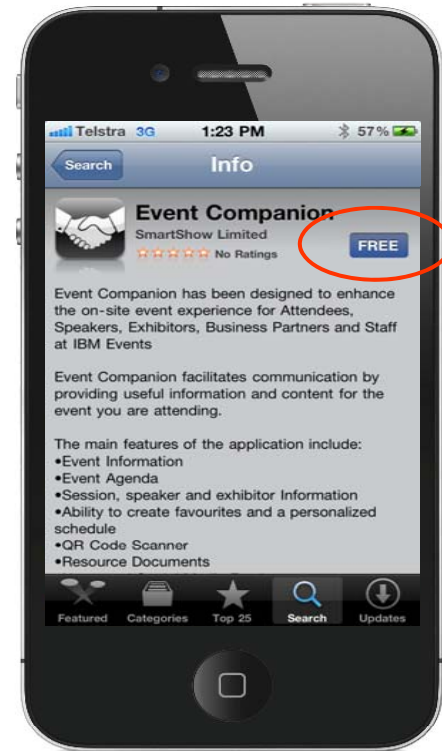 Telstra 3G 1:23 PM 57%
Search Info
Event Companion
SmartShow Limited
No Ratings
FREE
Event Companion has been designed to enhance
the on-site event experience for Attendees,
Speakers, Exhibitors, Business Partners and Staff
at IBM Events
Event Companion facilitates communication by
providing useful information and content for the
event you are attending.
The main features of the application include:
•Event Information
•Event Agenda
•Session, speaker and exhibitor Information
•Ability to create favourites and a personalized
schedule
•QR Code Scanner
•Resource Documents
Featured Categories Top 25 Search Updates